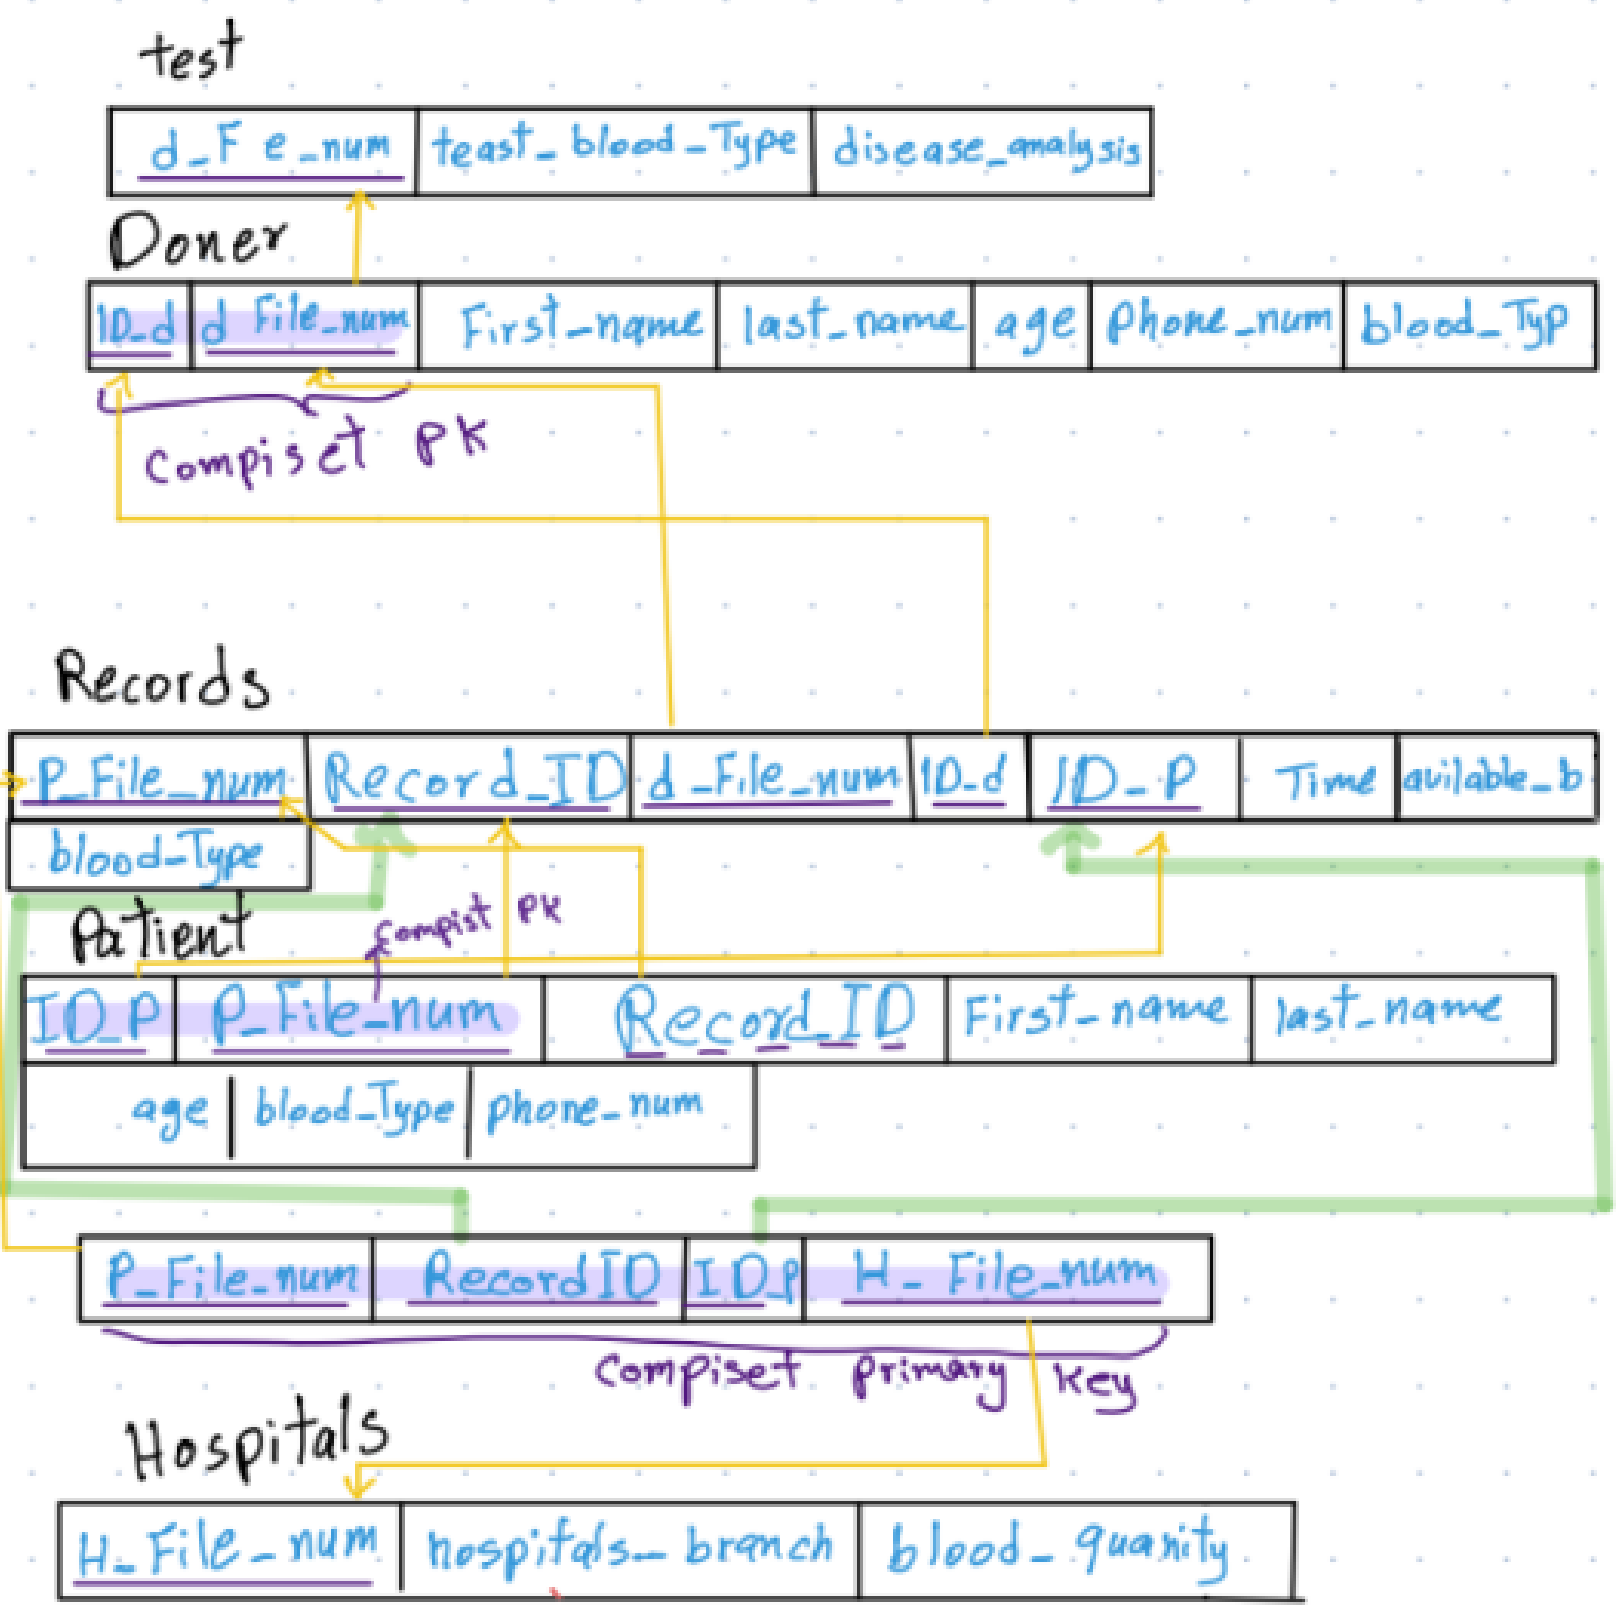 test
d_F e_num teast_blood_Type disease_analysis
Doner
ID_d d File_num First_name last_name age phone_num blood_Typ
Compiset PK
Records
P_File_num Record_ID d_File_num ID_d ID_P Time auilable_b
blood_Type
Patient Compist PK
ID_P P_File_num Record_ID First_name last_name
age blood_Type phone_num
P_File_num RecordID ID_P H_File_num
Compiset primary key
Hospitals
H_File_num hospitals_branch blood_quanity